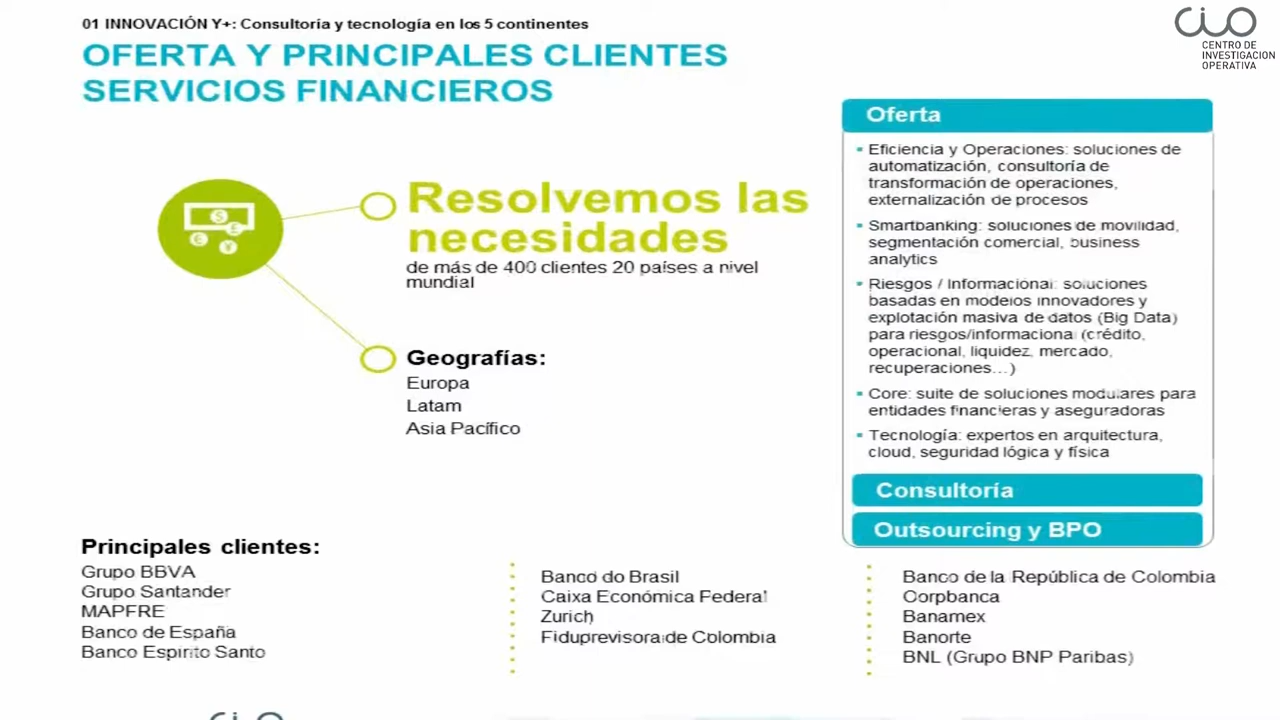 01 INNOVACIÓN Y+: Consultoría y tecnología en los 5 continentes
OFERTA Y PRINCIPALES CLIENTES
SERVICIOS FINANCIEROS
CIO
CENTRO DE
INVESTIGACION
OPERATIVA
Resolvemos las
necesidades
de más de 400 clientes 20 países a nivel
mundial
Geografías:
Europa
Latam
Asia Pacífico
Oferta
Eficiencia y Operaciones: soluciones de
automatización, consultoría de
transformación de operaciones,
externalización de procesos
Smartbanking: soluciones de movilidad,
segmentación comercial, business
analytics
Riesgos / Informacional: soluciones
basadas en modelos innovadores y
explotación masiva de datos (Big Data)
para riesgos/informacional (crédito,
operacional, liquidez, mercado,
recuperaciones...)
Core: suite de soluciones modulares para
entidades financieras y aseguradoras
Tecnología: expertos en arquitectura,
cloud, seguridad lógica y física
Consultoría
Outsourcing y BPO
Principales clientes:
Grupo BBVA
Grupo Santander
MAPFRE
Banco de España
Banco Espirito Santo
Banco do Brasil
Caixa Económica Federal
Zurich
Fiduprevisora de Colombia
Banco de la República de Colombia
Corpbanca
Banamex
Banorte
BNL (Grupo BNP Paribas)